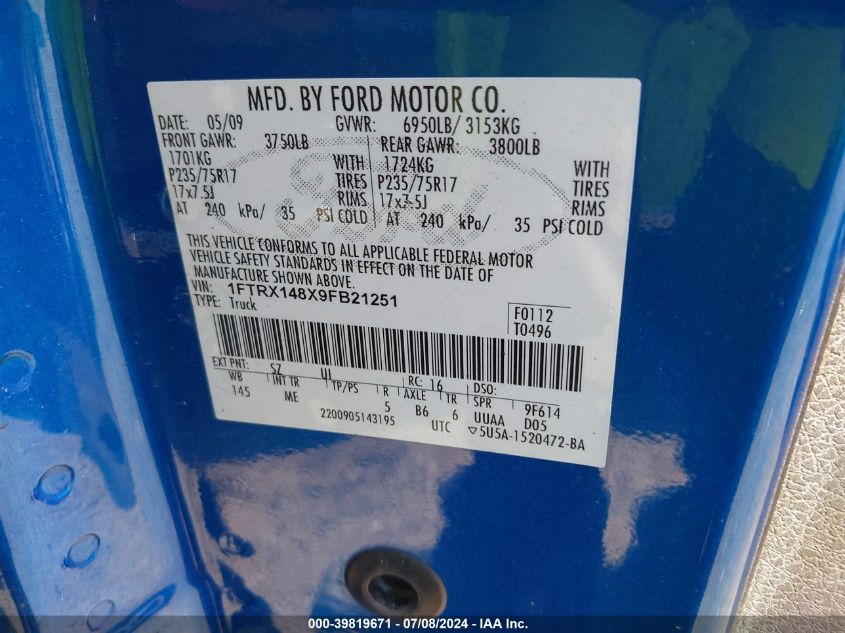 MFD. BY FORD MOTOR CO.
DATE: 05/09 GVWR: 6950LB/ 3153KG
FRONT GAWR: 3750LB REAR GAWR: 3800LB
1701KG WITH 1724KG WITH
P235/75R17 TIRES P235/75R17 TIRES
17x7.5J RIMS 17x7.5J RIMS
AT 240 kPa/ 35 PSI COLD AT 240 kPa/ 35 PSI COLD
THIS VEHICLE CONFORMS TO ALL APPLICABLE FEDERAL MOTOR
VEHICLE SAFETY STANDARDS IN EFFECT ON THE DATE OF
MANUFACTURE SHOWN ABOVE.
VIN: 1FTRX148X9FB21251
TYPE: Truck
F0112
T0496
EXT PNT: SZ UI RC: 16 DSO:
WB INT TR TP/PS R AXLE TR SPR 9F614
145 ME 5 B6 6 UUAA D05
2200905143195 UTC ▽5U5A-1520472-BA
000-39819671 - 07/08/2024 - IAAI.com